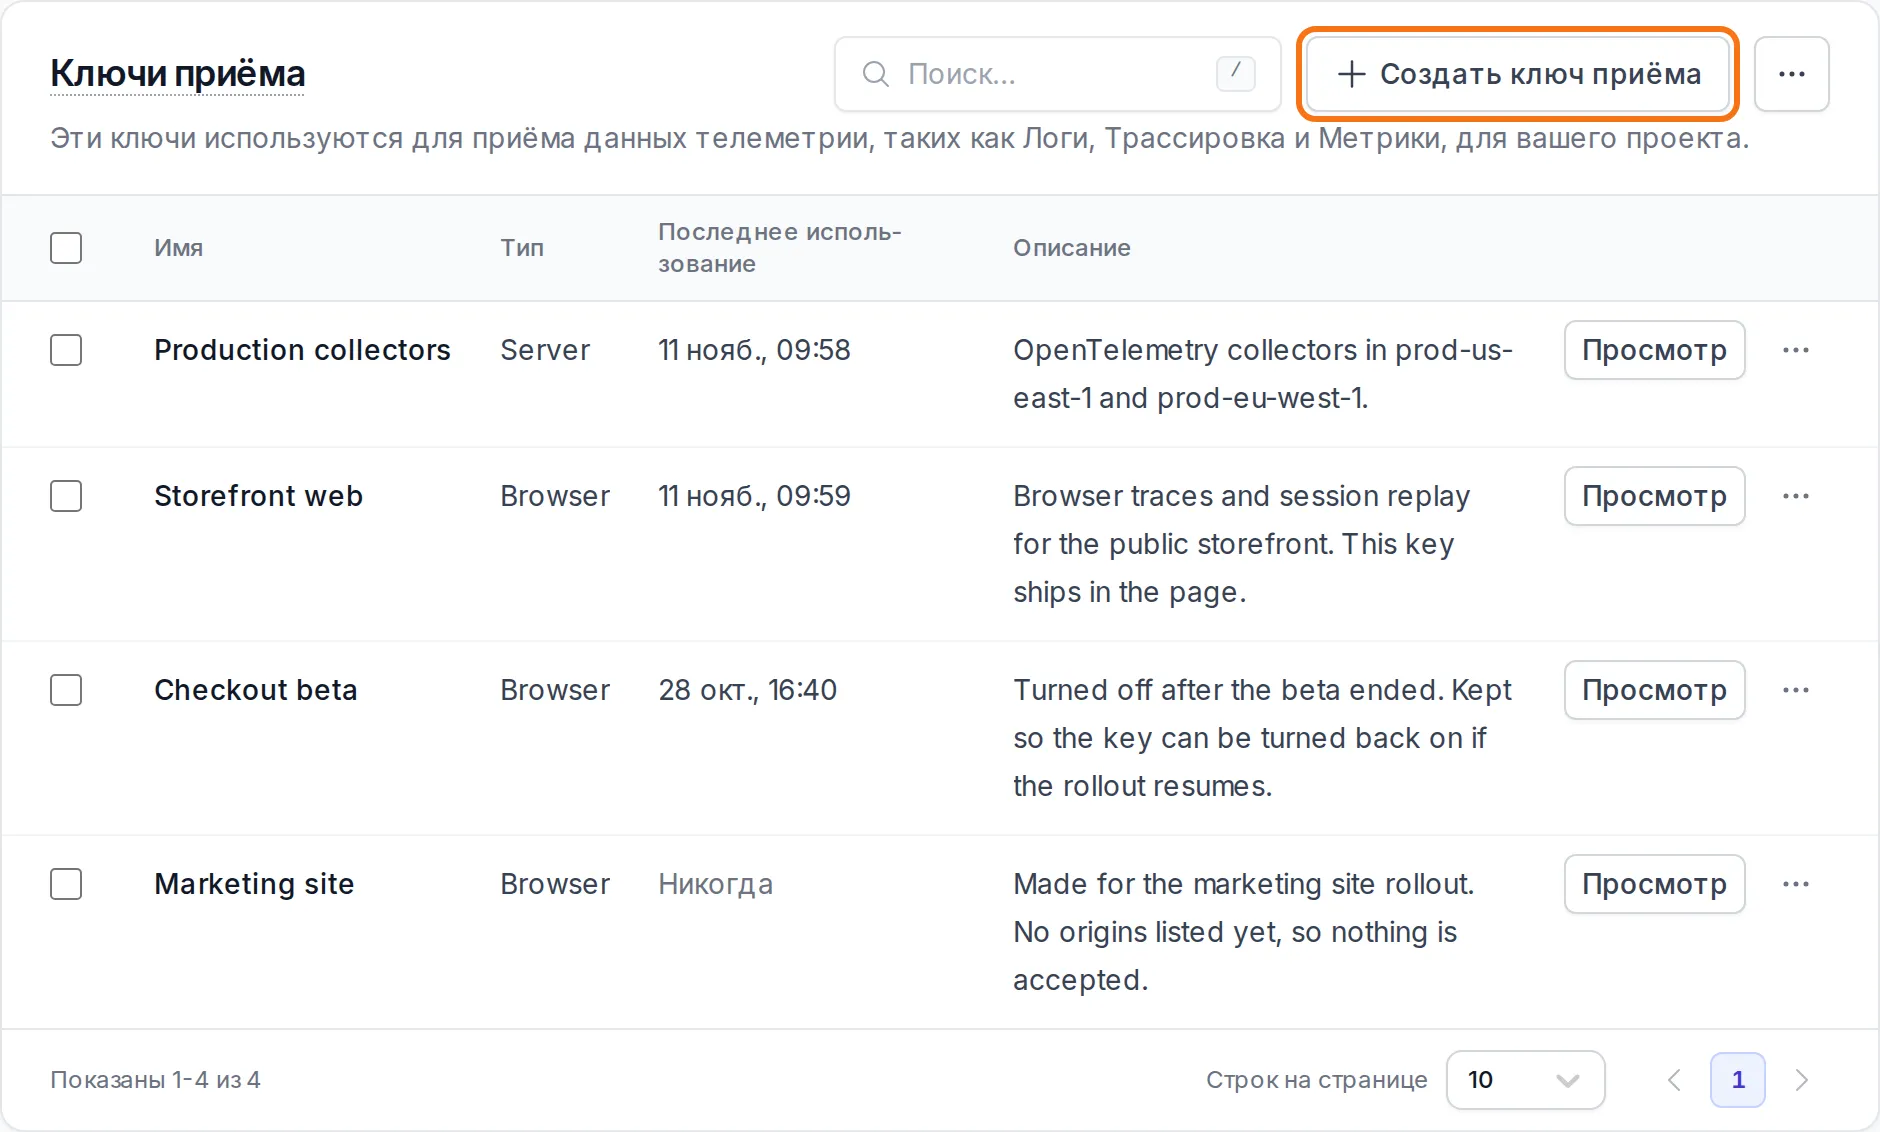 Ключи приёма
Поиск...
/
Создать ключ приёма
Эти ключи используются для приёма данных телеметрии, таких как Логи, Трассировка и Метрики, для вашего проекта.
Имя
Тип
Последнее исполь-
зование
Описание
Production collectors
Server
11 нояб., 09:58
OpenTelemetry collectors in prod-us-
east-1 and prod-eu-west-1.
Просмотр
Storefront web
Browser
11 нояб., 09:59
Browser traces and session replay
for the public storefront. This key
ships in the page.
Просмотр
Checkout beta
Browser
28 окт., 16:40
Turned off after the beta ended. Kept
so the key can be turned back on if
the rollout resumes.
Просмотр
Marketing site
Browser
Никогда
Made for the marketing site rollout.
No origins listed yet, so nothing is
accepted.
Просмотр
Показаны 1-4 из 4
Строк на странице
10
1